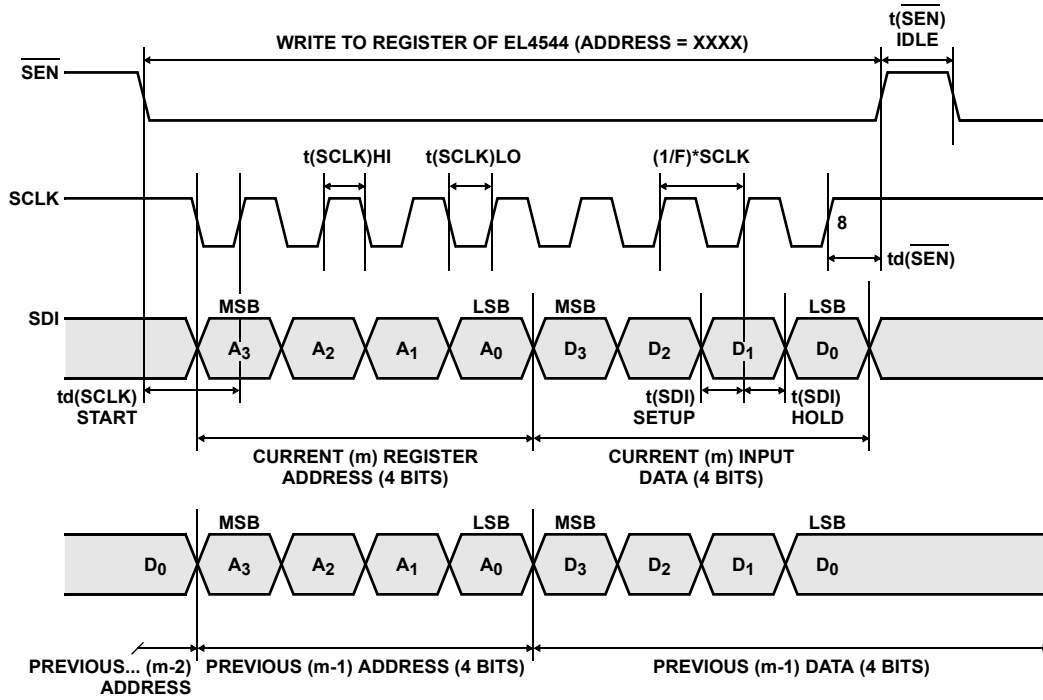 t(SEN)
IDLE
WRITE TO REGISTER OF EL4544 (ADDRESS = XXXX)
SEN
t(SCLK)HI
t(SCLK)LO
(1/F)*SCLK
SCLK
8
td(SEN)
MSB
LSB
MSB
LSB
SDI
A3
A2
A1
A0
D3
D2
D1
D0
td(SCLK)
START
t(SDI)
SETUP
t(SDI)
HOLD
CURRENT (m) REGISTER
ADDRESS (4 BITS)
CURRENT (m) INPUT
DATA (4 BITS)
MSB
LSB
MSB
LSB
D0
A3
A2
A1
A0
D3
D2
D1
D0
PREVIOUS... (m-2)
ADDRESS
PREVIOUS (m-1) ADDRESS (4 BITS)
PREVIOUS (m-1) DATA (4 BITS)